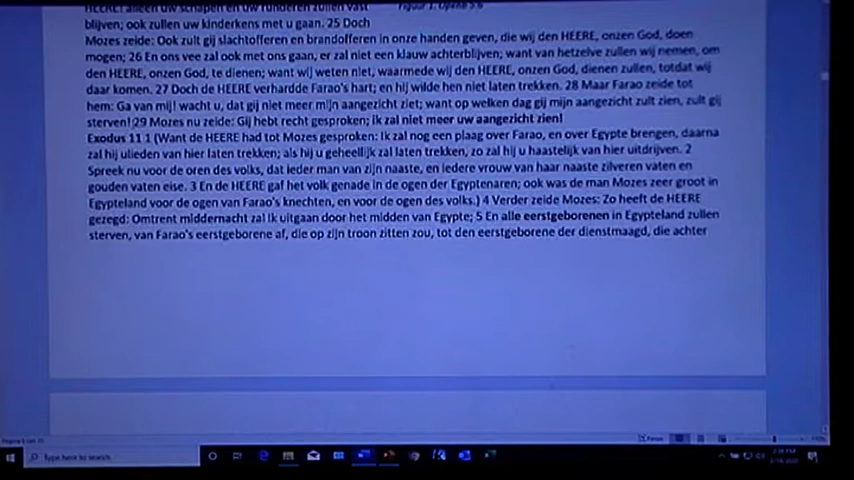 HEERE! alleen uw schapen en uw runderen zullen vast
Figuur 1: Openb 5:6
blijven; ook zullen uw kinderkens met u gaan. 25 Doch
Mozes zeide: Ook zult gij slachtofferen en brandofferen in onze handen geven, die wij den HEERE, onzen God, doen
mogen; 26 En ons vee zal ook met ons gaan, er zal niet een klauw achterblijven; want van hetzelve zullen wij nemen, om
den HEERE, onzen God, te dienen; want wij weten niet, waarmede wij den HEERE, onzen God, dienen zullen, totdat wij
daar komen. 27 Doch de HEERE verhardde Farao's hart; en hij wilde hen niet laten trekken. 28 Maar Farao zeide tot
hem: Ga van mij! wacht u, dat gij niet meer mijn aangezicht ziet; want op welken dag gij mijn aangezicht zult zien, zult gij
sterven! 29 Mozes nu zeide: Gij hebt recht gesproken; ik zal niet meer uw aangezicht zien!
Exodus 11 1 (Want de HEERE had tot Mozes gesproken: Ik zal nog een plaag over Farao, en over Egypte brengen, daarna
zal hij ulieden van hier laten trekken; als hij u geheellijk zal laten trekken, zo zal hij u haastelijk van hier uitdrijven. 2
Spreek nu voor de oren des volks, dat ieder man van zijn naaste, en iedere vrouw van haar naaste zilveren vaten en
gouden vaten eise. 3 En de HEERE gaf het volk genade in de ogen der Egyptenaren; ook was de man Mozes zeer groot in
Egypteland voor de ogen van Farao's knechten, en voor de ogen des volks.) 4 Verder zeide Mozes: Zo heeft de HEERE
gezegd: Omtrent middernacht zal Ik uitgaan door het midden van Egypte; 5 En alle eerstgeborenen in Egypteland zullen
sterven, van Farao's eerstgeborene af, die op zijn troon zitten zou, tot den eerstgeborene der dienstmaagd, die achter
Focus
Type here to search